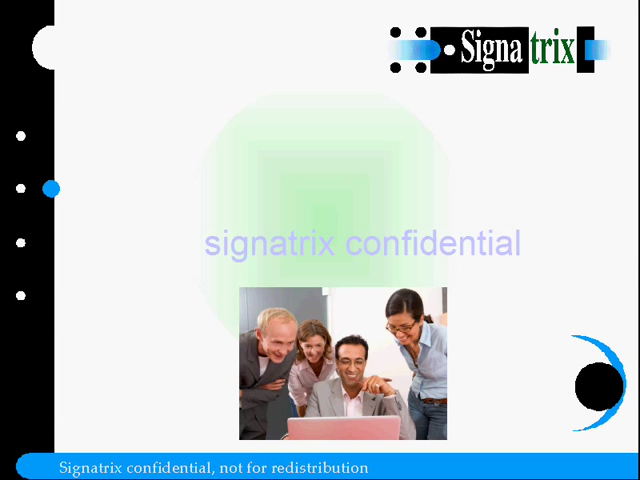 Signatrix
signatrix confidential
Signatrix confidential, not for redistribution